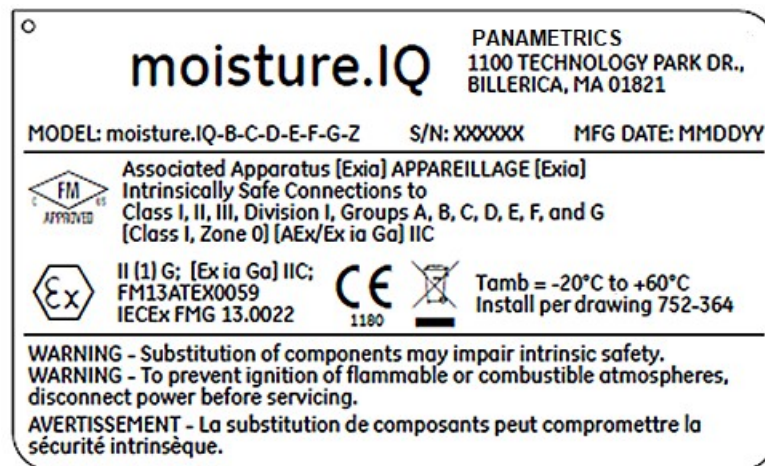 moisture.IQ
PANAMETRICS
1100 TECHNOLOGY PARK DR.,
BILLERICA, MA 01821
MODEL: moisture.IQ-B-C-D-E-F-G-Z S/N: XXXXXX MFG DATE: MMDDYY
FM
C US
APPROVED
Associated Apparatus [Exia] APPAREILLAGE [Exia]
Intrinsically Safe Connections to
Class I, II, III, Division I, Groups A, B, C, D, E, F, and G
[Class I, Zone 0] [AEx/Ex ia Ga] IIC
Ex
II (1) G; [Ex ia Ga] IIC;
FM13ATEX0059
IECEx FMG 13.0022
CE
1180
Tamb = -20°C to +60°C
Install per drawing 752-364
WARNING - Substitution of components may impair intrinsic safety.
WARNING - To prevent ignition of flammable or combustible atmospheres,
disconnect power before servicing.
AVERTISSEMENT - La substitution de composants peut compromettre la
sécurité intrinsèque.